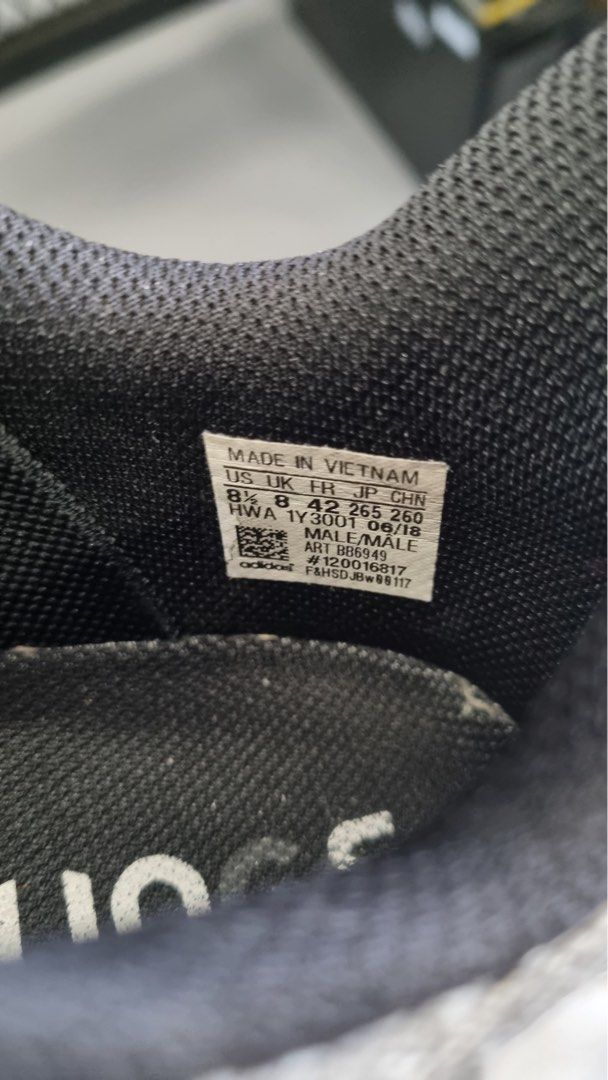 MADE IN VIETNAM
US UK FR JP CHN
8½ 8 42 265 260
HWA 1Y3001 06/18
MALE/MÂLE
ART BB6949
#120016817
adidas F&HSDJBW00117